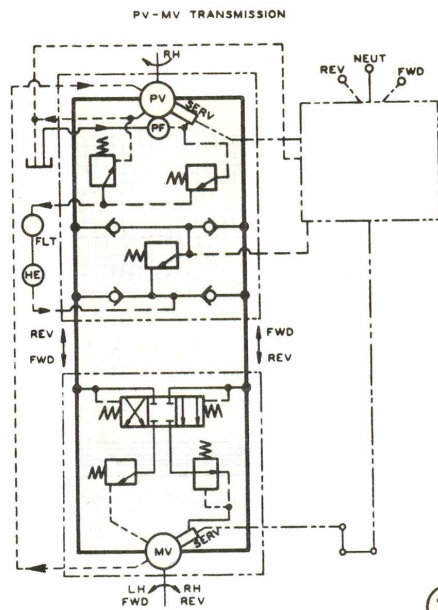 PV-MV TRANSMISSION
RH
NEUT
REV
FWD
PV
SERV
PF
FLT
HE
REV
FWD
FWD
REV
SERV
MV
LH
RH
FWD
REV